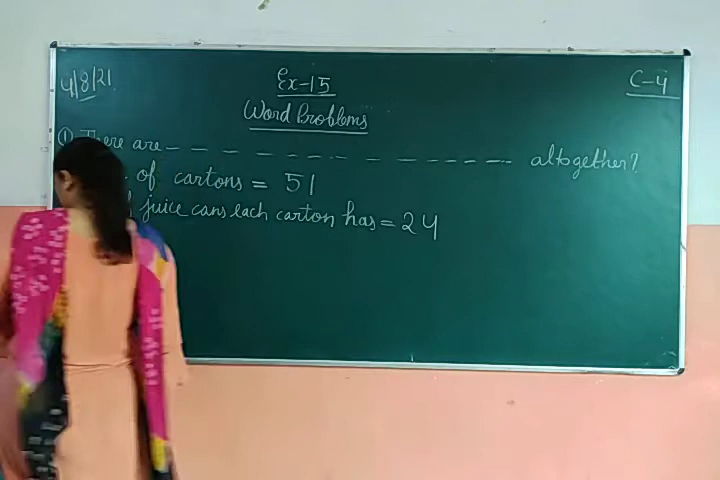 4/8/21
Ex-15
C-4
Word Problems
① There are _ _ _ _ _ _ _ _ _ _ _ _ altogether?
of cartons = 51
juice cans each carton has = 24